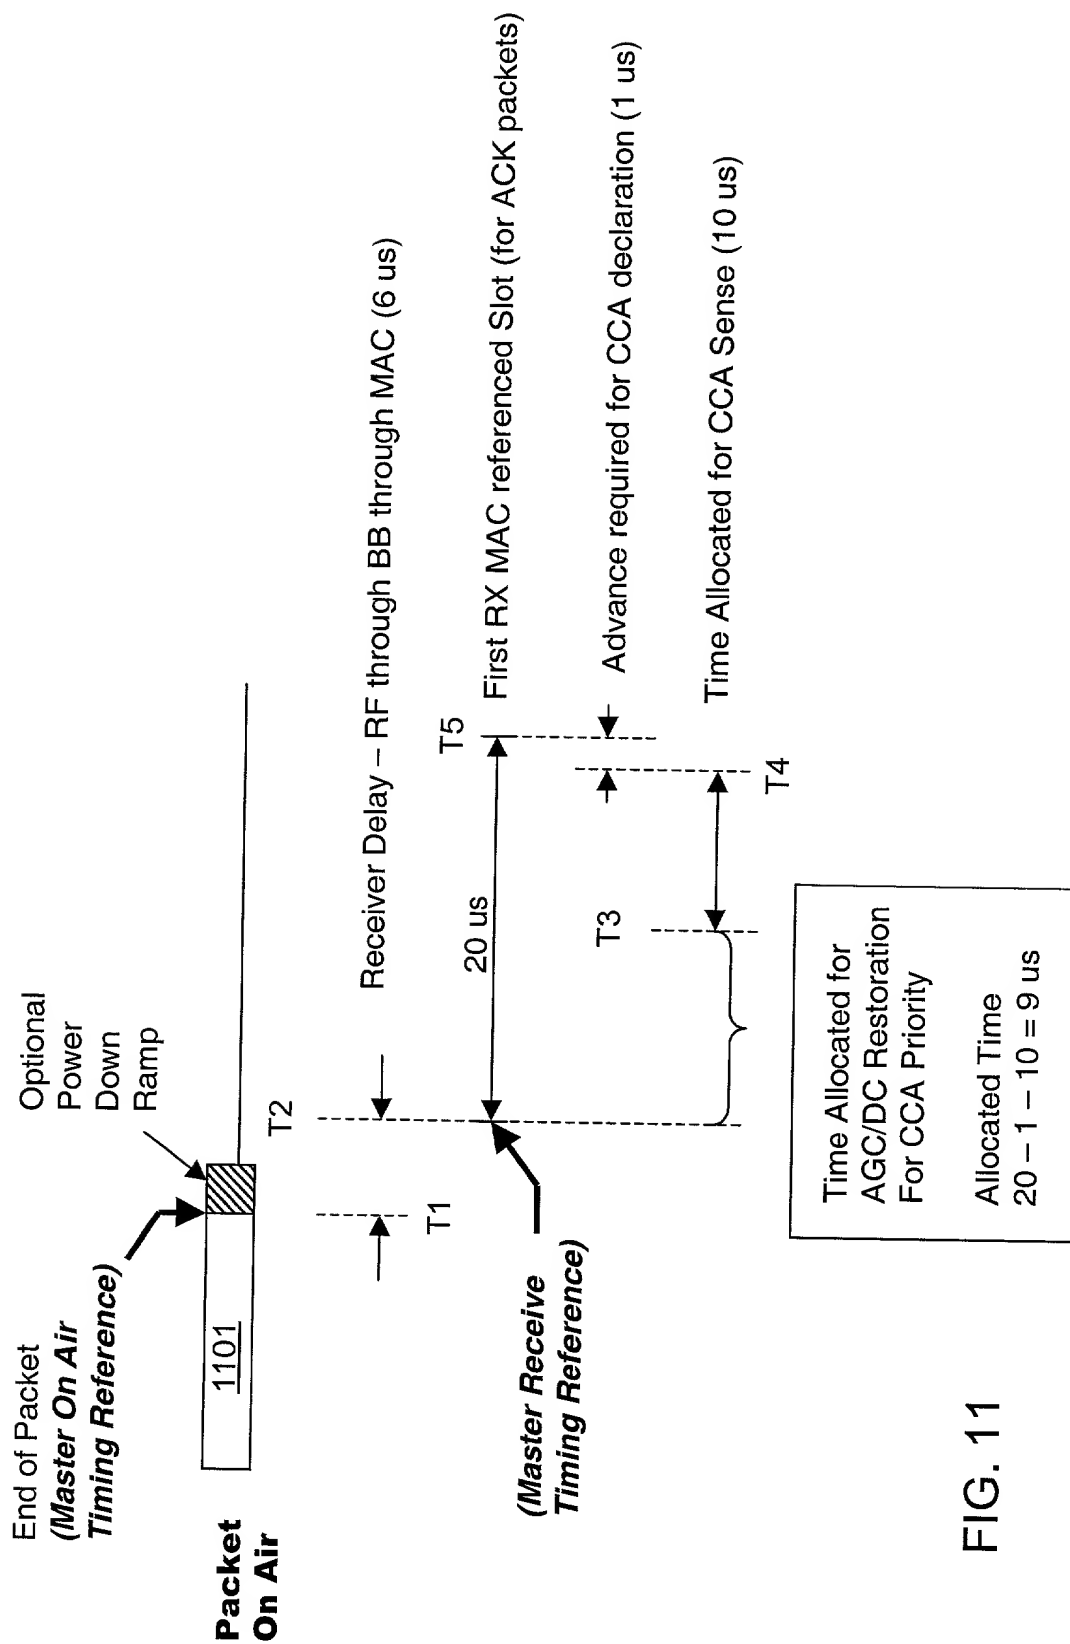 End of Packet
(Master On Air
Timing Reference)
Optional
Power
Down
Ramp
Packet
On Air
1101
T2
T1
Receiver Delay – RF through BB through MAC (6 us)
(Master Receive
Timing Reference)
20 us
T5
First RX MAC referenced Slot (for ACK packets)
Advance required for CCA declaration (1 us)
T3
T4
Time Allocated for CCA Sense (10 us)
Time Allocated for
AGC/DC Restoration
For CCA Priority
Allocated Time
20 – 1 – 10 = 9 us
FIG. 11